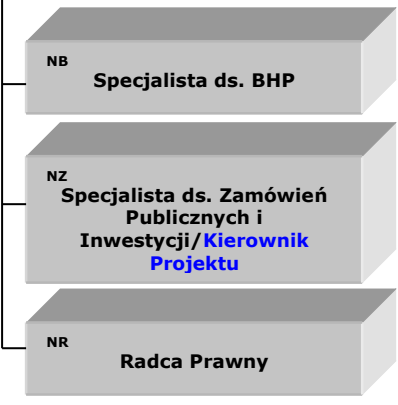 NB
Specjalista ds. BHP
NZ
Specjalista ds. Zamówień
Publicznych i
Inwestycji/Kierownik
Projektu
NR
Radca Prawny